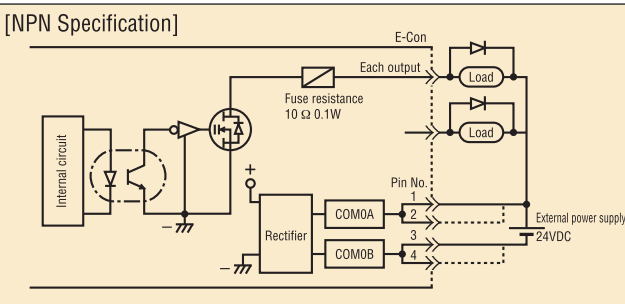 [NPN Specification]
E-Con
Each output
Load
Fuse resistance
10 Ω 0.1W
Load
Internal circuit
+
Pin No.
1
COM0A
2
External power supply
Rectifier
3
24VDC
COM0B
4
−
−